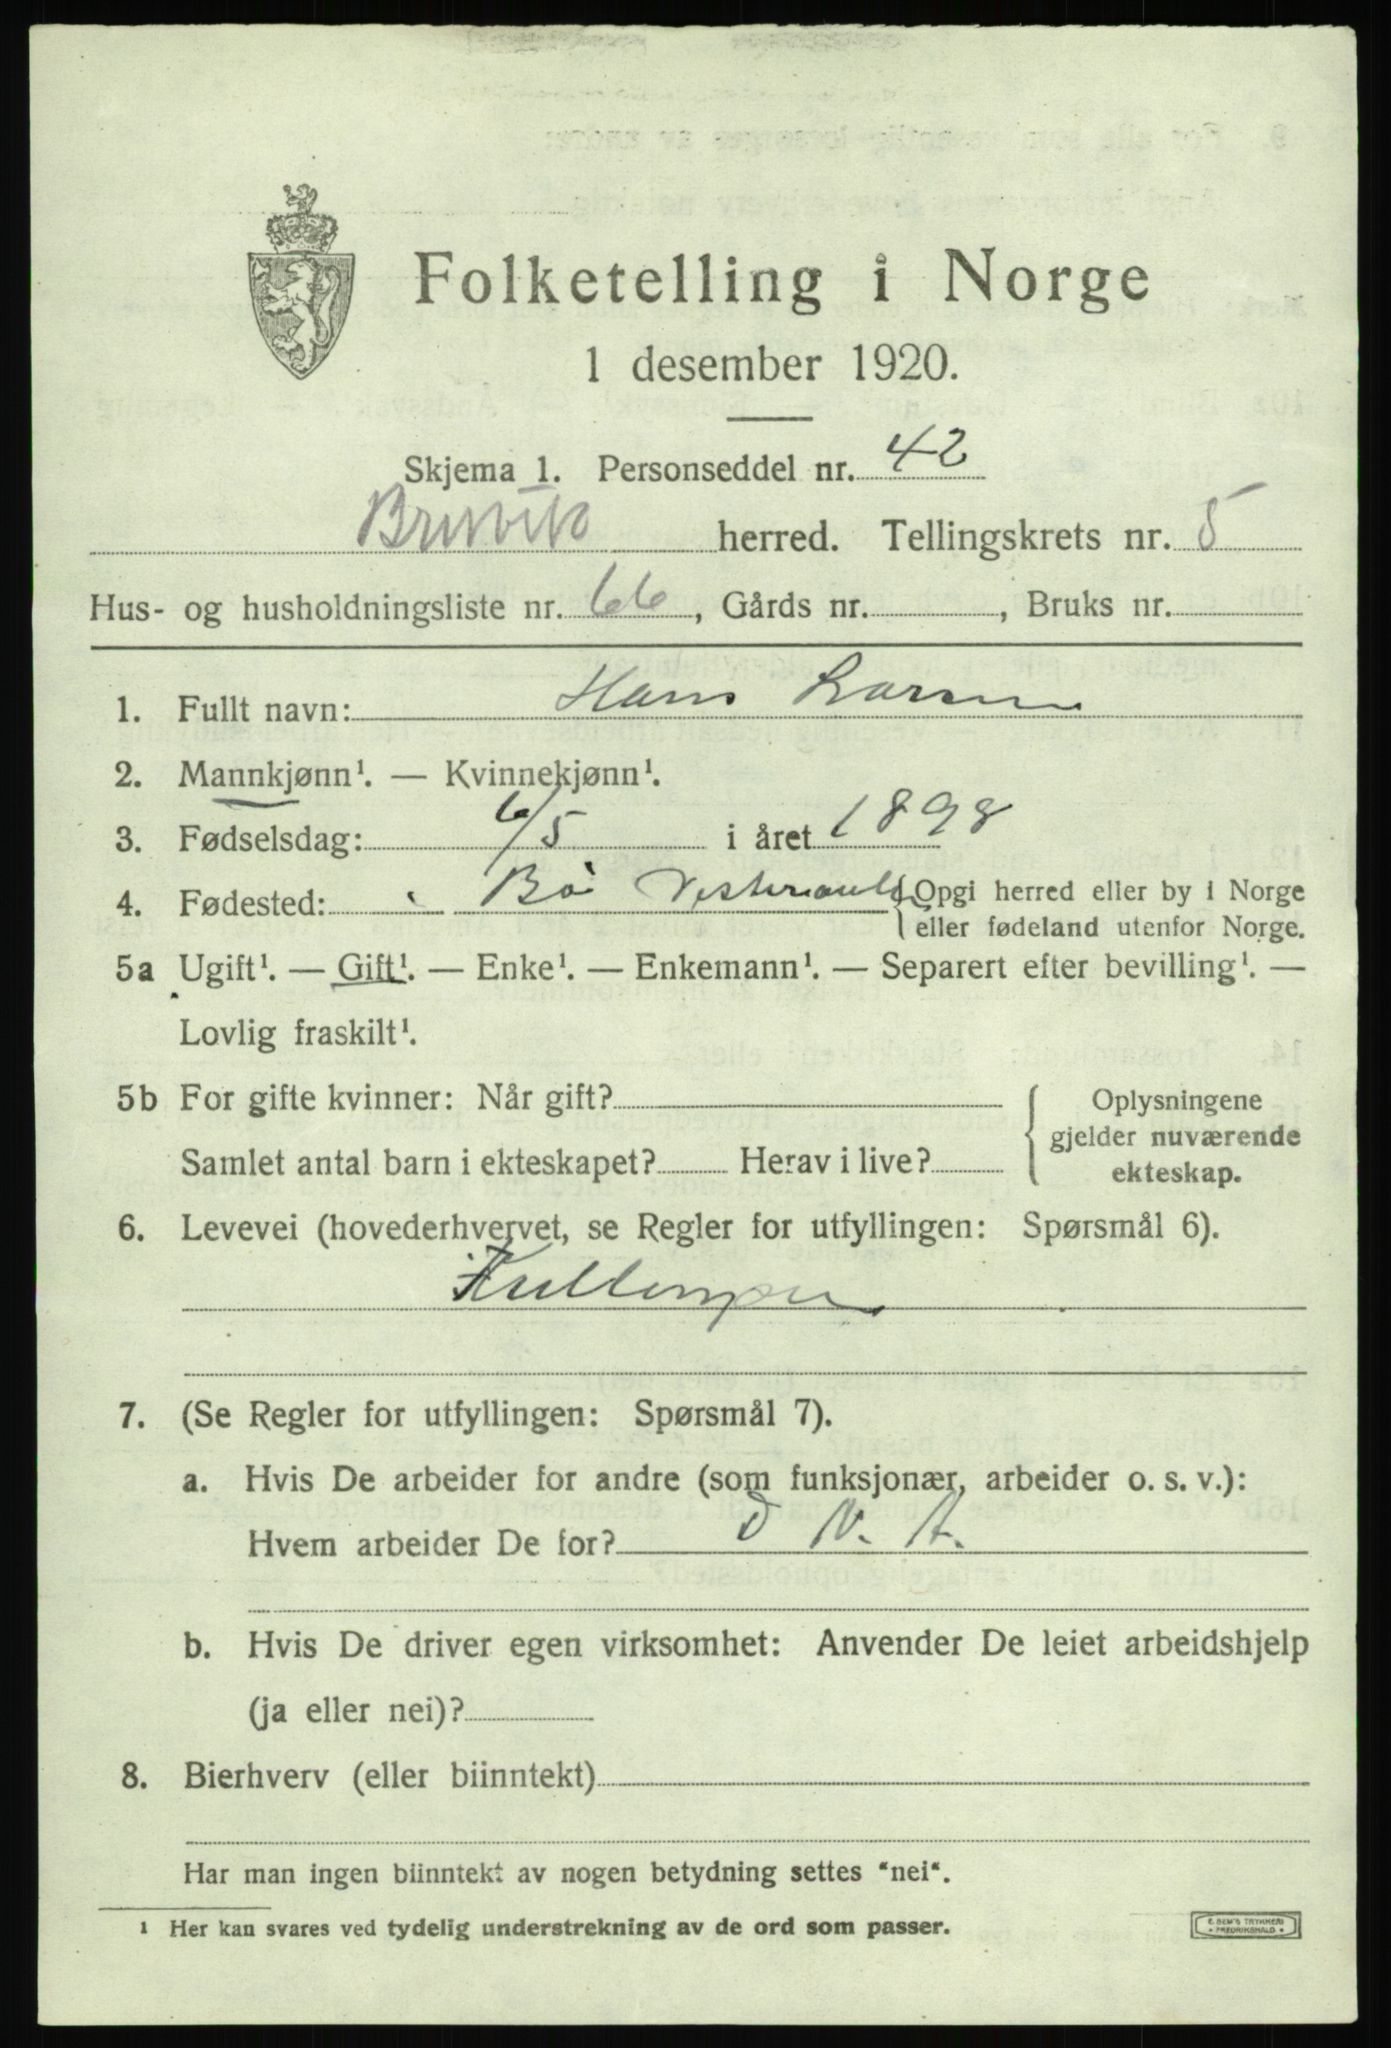 Folketelling i Norge
1 desember 1920.
Skjema 1. Personseddel nr. 42
herred. Tellingskrets nr. 5
Hus- og husholdningsliste nr. 66, Gårds nr. , Bruks nr.
1. Fullt navn: Hans Larsen
2. Mannkjønn¹. — Kvinnekjønn¹.
3. Fødselsdag: 6/5 i året 1898
4. Fødested: i Bø Vesteraalen {Opgi herred eller by i Norge
eller fødeland utenfor Norge.
5a Ugift¹. — Gift¹. — Enke¹. — Enkemann¹. — Separert efter bevilling¹. —
Lovlig fraskilt¹.
5b For gifte kvinner: Når gift? Oplysningene
gjelder nuværende
Samlet antal barn i ekteskapet? Herav i live?
ekteskap.
6. Levevei (hovederhvervet, se Regler for utfyllingen: Spørsmål 6).
7. (Se Regler for utfyllingen: Spørsmål 7).
a. Hvis De arbeider for andre (som funksjonær, arbeider o. s. v.):
Hvem arbeider De for? D N. A.
b. Hvis De driver egen virksomhet: Anvender De leiet arbeidshjelp
(ja eller nei)?
8. Bierhverv (eller biinntekt)
Har man ingen biinntekt av nogen betydning settes "nei".
¹ Her kan svares ved tydelig understrekning av de ord som passer.
E. SEM'S TRYKKERI
• FREDRIKSHALD •